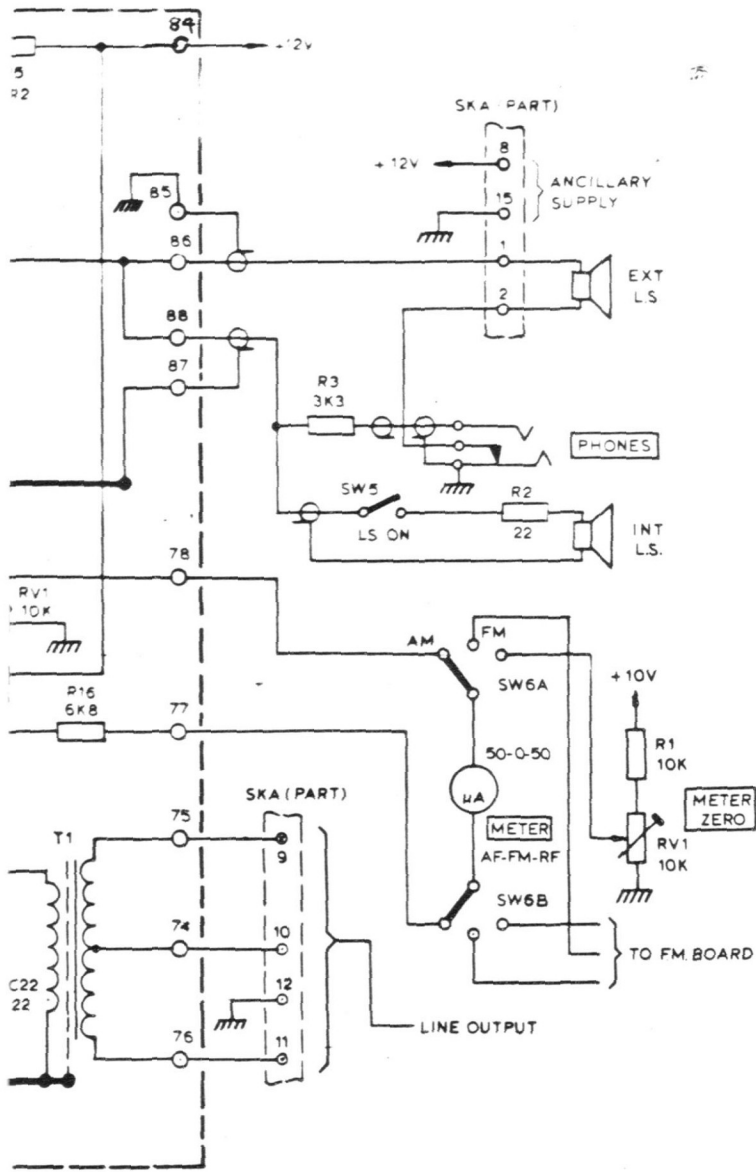 84
+12V
5
R2
SKA (PART)
8
+ 12V
ANCILLARY
SUPPLY
15
85
86
1
EXT
L.S
2
88
87
R3
3K3
PHONES
SW5
R2
LS ON
22
INT
L.S.
78
RV1
10K
AM
FM
SW6A
+10V
R16
6K8
77
50-0-50
R1
10K
µA
METER
ZERO
SKA (PART)
METER
AF-FM-RF
RV1
10K
75
T1
9
SW6B
74
10
TO FM. BOARD
C22
22
12
LINE OUTPUT
76
11